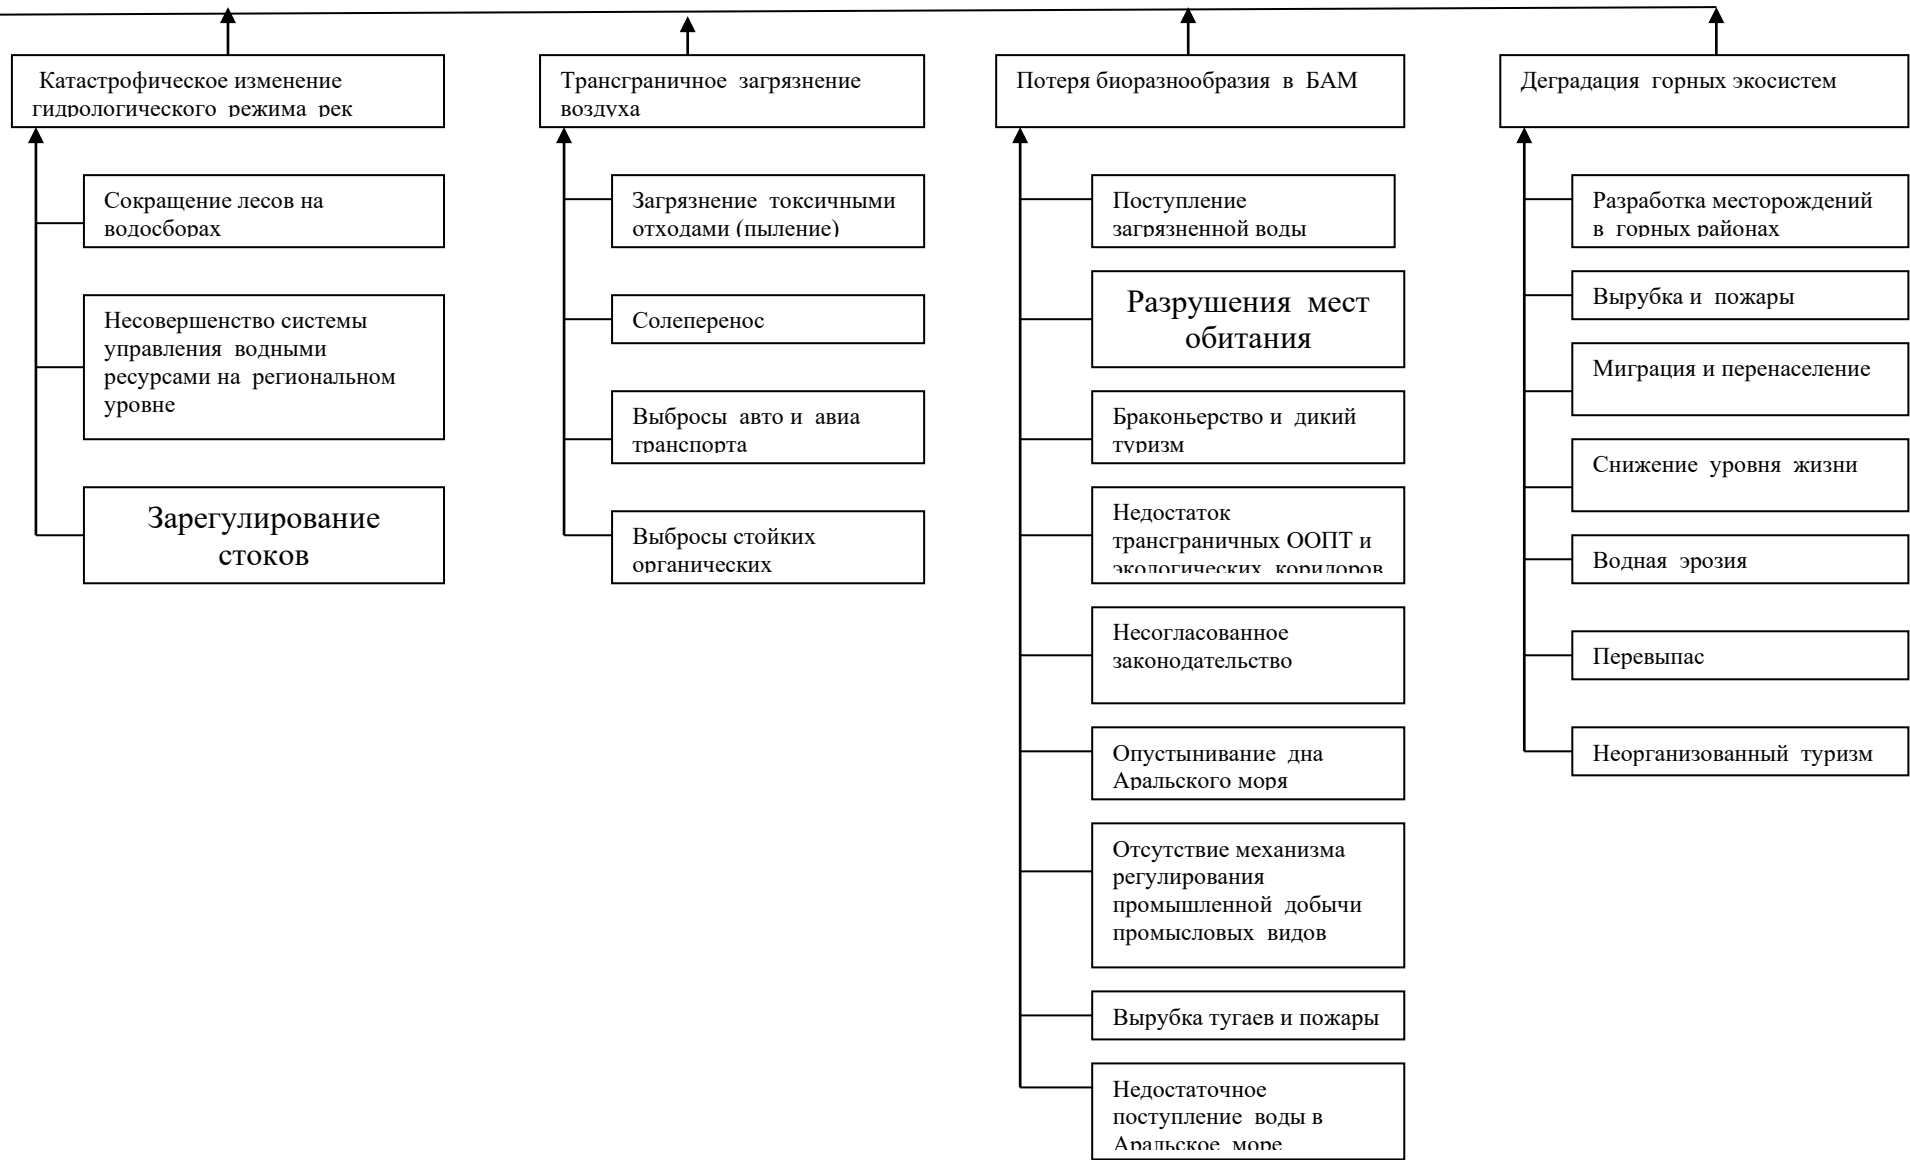 Катастрофическое изменение
гидрологического режима рек
Сокращение лесов на
водосборах
Несовершенство системы
управления водными
ресурсами на региональном
уровне
Зарегулирование
стоков
Трансграничное загрязнение
воздуха
Загрязнение токсичными
отходами (пыление)
Солеперенос
Выбросы авто и авиа
транспорта
Выбросы стойких
органических
Потеря биоразнообразия в БАМ
Поступление
загрязненной воды
Разрушения мест
обитания
Браконьерство и дикий
туризм
Недостаток
трансграничных ООПТ и
экологических коридоров
Несогласованное
законодательство
Опустынивание дна
Аральского моря
Отсутствие механизма
регулирования
промышленной добычи
промысловых видов
Вырубка тугаев и пожары
Недостаточное
поступление воды в
Аральское море
Деградация горных экосистем
Разработка месторождений
в горных районах
Вырубка и пожары
Миграция и перенаселение
Снижение уровня жизни
Водная эрозия
Перевыпас
Неорганизованный туризм